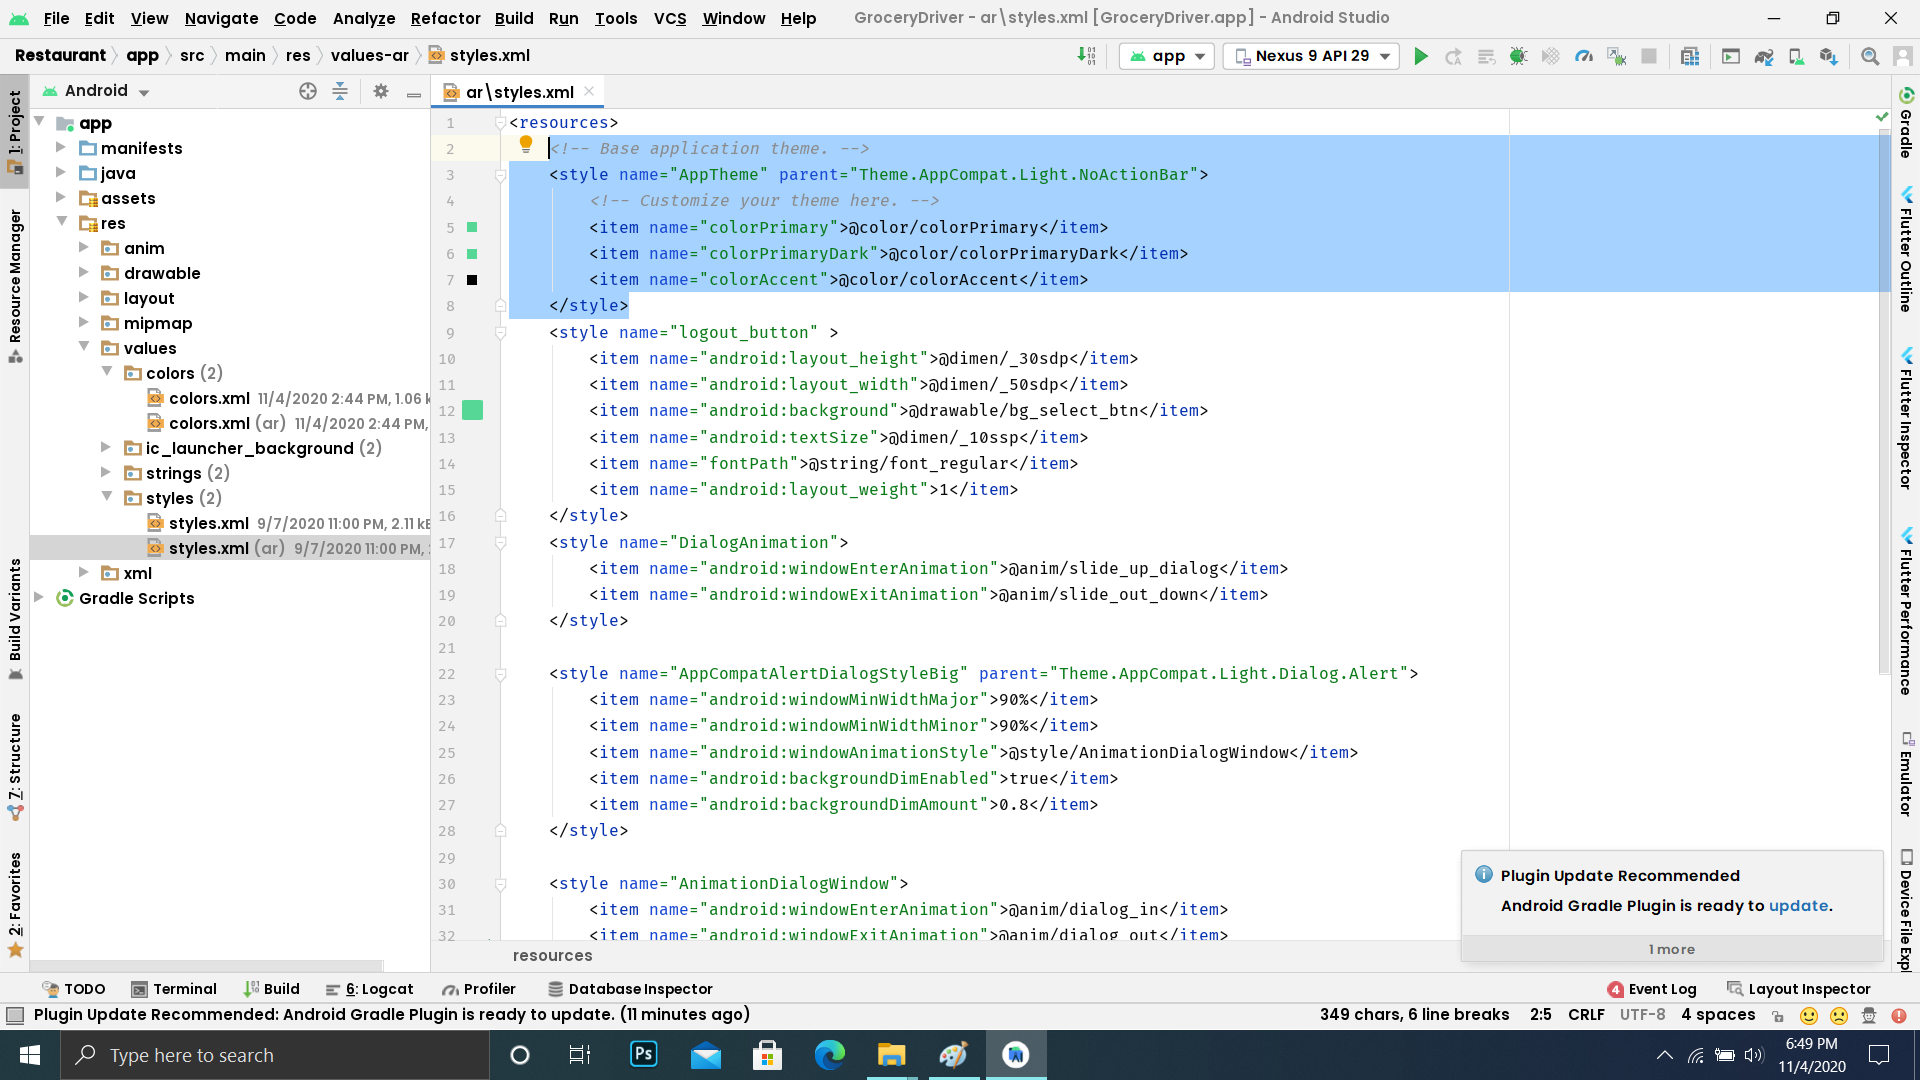 File Edit View Navigate Code Analyze Refactor Build Run Tools VCS Window Help GroceryDriver - ar\styles.xml [GroceryDriver.app] - Android Studio
Restaurant app src main res values-ar styles.xml app Nexus 9 API 29
Android
ar\styles.xml
1: Project
Resource Manager
Build Variants
7: Structure
2: Favorites
app
manifests
java
assets
res
anim
drawable
layout
mipmap
values
colors (2)
colors.xml 11/4/2020 2:44 PM, 1.06 k
colors.xml (ar) 11/4/2020 2:44 PM,
ic_launcher_background (2)
strings (2)
styles (2)
styles.xml 9/7/2020 11:00 PM, 2.11 kB
styles.xml (ar) 9/7/2020 11:00 PM,
xml
Gradle Scripts
1 <resources>
2 <!-- Base application theme. -->
3 <style name="AppTheme" parent="Theme.AppCompat.Light.NoActionBar">
4 <!-- Customize your theme here. -->
5 <item name="colorPrimary">@color/colorPrimary</item>
6 <item name="colorPrimaryDark">@color/colorPrimaryDark</item>
7 <item name="colorAccent">@color/colorAccent</item>
8 </style>
9 <style name="logout_button" >
10 <item name="android:layout_height">@dimen/_30sdp</item>
11 <item name="android:layout_width">@dimen/_50sdp</item>
12 <item name="android:background">@drawable/bg_select_btn</item>
13 <item name="android:textSize">@dimen/_10ssp</item>
14 <item name="fontPath">@string/font_regular</item>
15 <item name="android:layout_weight">1</item>
16 </style>
17 <style name="DialogAnimation">
18 <item name="android:windowEnterAnimation">@anim/slide_up_dialog</item>
19 <item name="android:windowExitAnimation">@anim/slide_out_down</item>
20 </style>
21
22 <style name="AppCompatAlertDialogStyleBig" parent="Theme.AppCompat.Light.Dialog.Alert">
23 <item name="android:windowMinWidthMajor">90%</item>
24 <item name="android:windowMinWidthMinor">90%</item>
25 <item name="android:windowAnimationStyle">@style/AnimationDialogWindow</item>
26 <item name="android:backgroundDimEnabled">true</item>
27 <item name="android:backgroundDimAmount">0.8</item>
28 </style>
29
30 <style name="AnimationDialogWindow">
31 <item name="android:windowEnterAnimation">@anim/dialog_in</item>
32 <item name="android:windowExitAnimation">@anim/dialog_out</item>
resources
Gradle
Flutter Outline
Flutter Inspector
Flutter Performance
Emulator
Device File Expl
Plugin Update Recommended
Android Gradle Plugin is ready to update.
1 more
TODO Terminal Build 6: Logcat Profiler Database Inspector 4 Event Log Layout Inspector
Plugin Update Recommended: Android Gradle Plugin is ready to update. (11 minutes ago) 349 chars, 6 line breaks 2:5 CRLF UTF-8 4 spaces
Type here to search
Ps
6:49 PM
11/4/2020